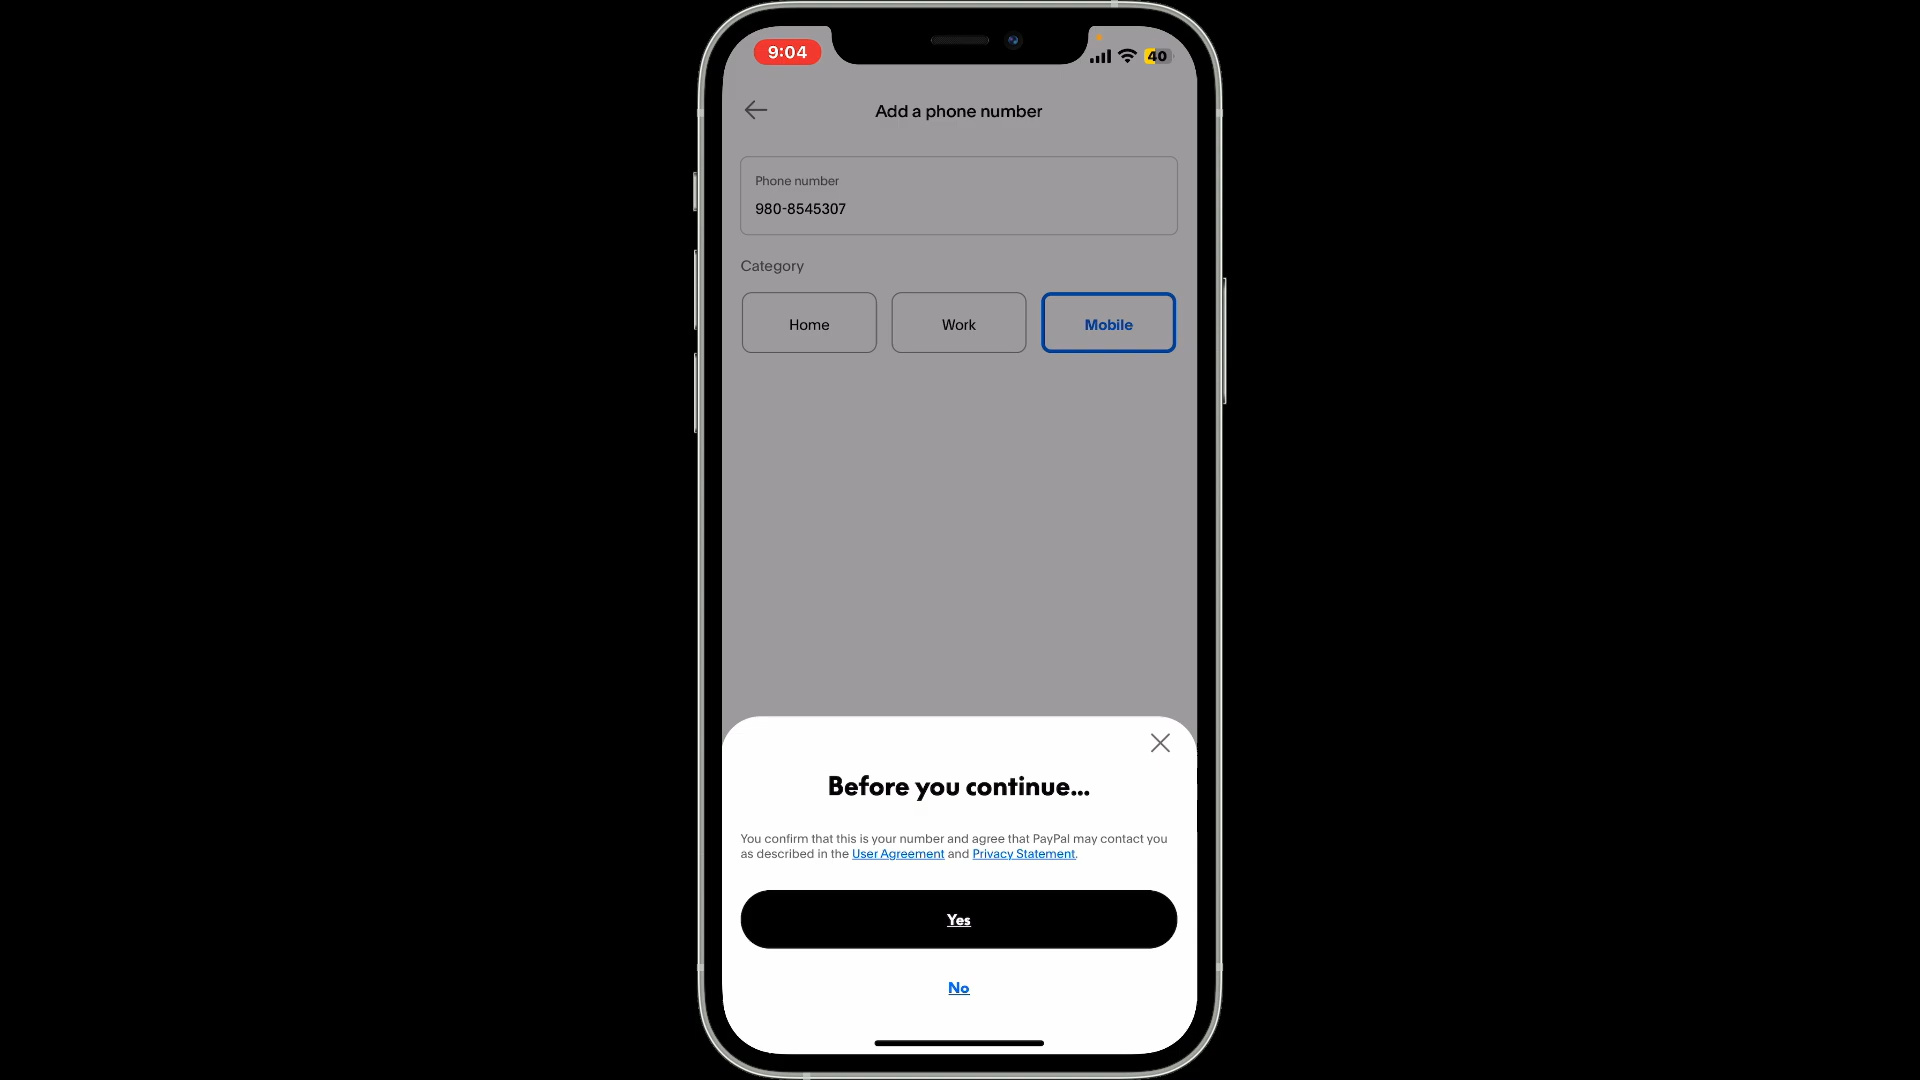 9:04
40
Add a phone number
Phone number
980-8545307
Category
Home
Work
Mobile
Before you continue...
You confirm that this is your number and agree that PayPal may contact you
as described in the User Agreement and Privacy Statement.
Yes
No